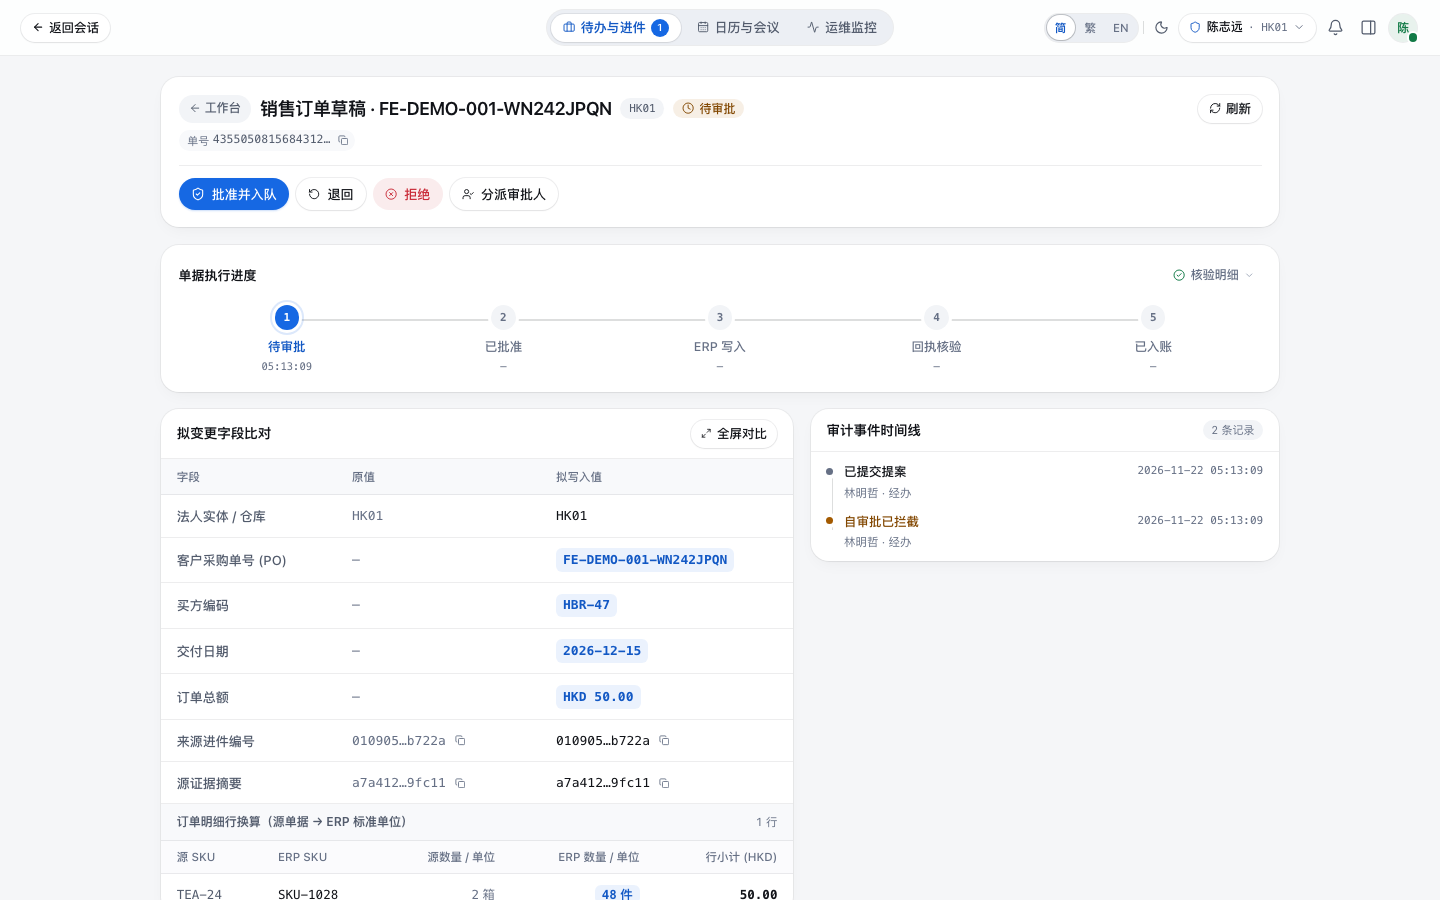 返回会话
待办与进件 1
日历与会议
运维监控
简 繁 EN
陈志远 · HK01
陈
工作台
销售订单草稿 · FE-DEMO-001-WN242JPQN HK01 待审批
刷新
单号 4355050815684312…
批准并入队 退回 拒绝 分派审批人
单据执行进度
核验明细
1 2 3 4 5
待审批 已批准 ERP 写入 回执核验 已入账
05:13:09 — — — —
拟变更字段比对 全屏对比
字段 原值 拟写入值
法人实体 / 仓库 HK01 HK01
客户采购单号 (PO) — FE-DEMO-001-WN242JPQN
买方编码 — HBR-47
交付日期 — 2026-12-15
订单总额 — HKD 50.00
来源进件编号 010905…b722a 010905…b722a
源证据摘要 a7a412…9fc11 a7a412…9fc11
订单明细行换算（源单据 → ERP 标准单位） 1 行
源 SKU ERP SKU 源数量 / 单位 ERP 数量 / 单位 行小计 (HKD)
TEA-24 SKU-1028 2 箱 48 件 50.00
审计事件时间线 2 条记录
已提交提案 2026-11-22 05:13:09
林明哲 · 经办
自审批已拦截 2026-11-22 05:13:09
林明哲 · 经办